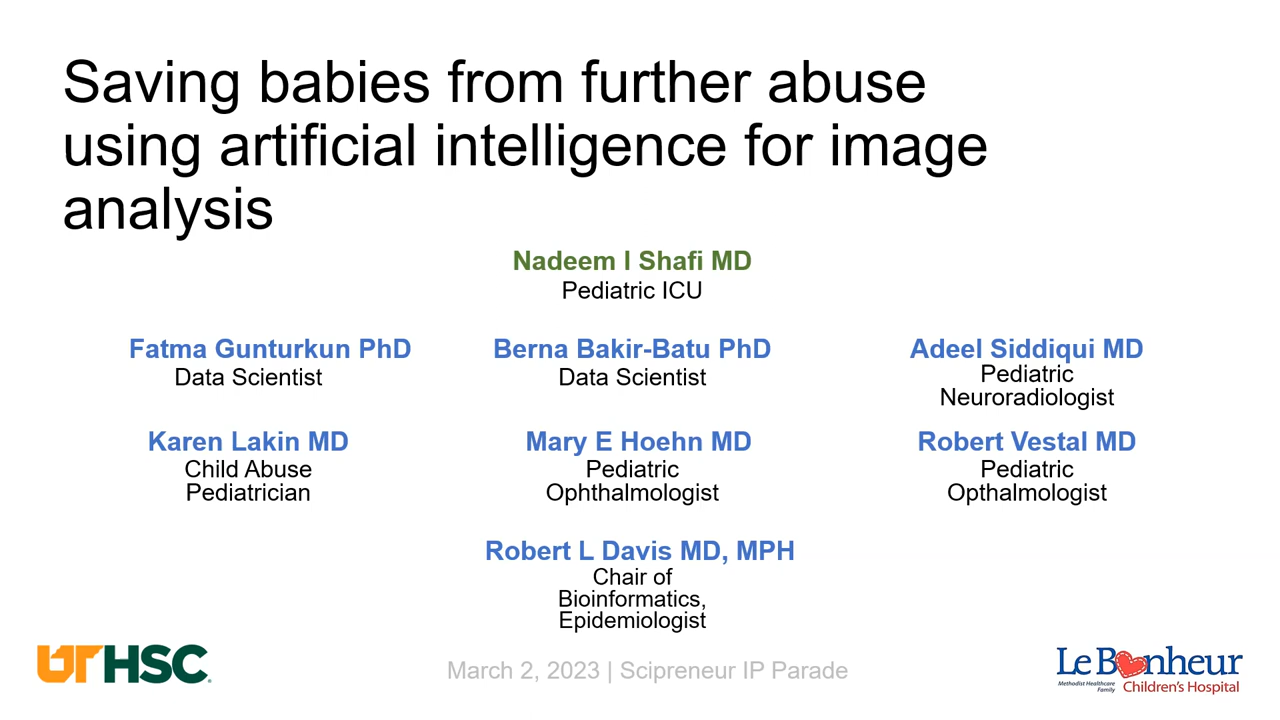 Saving babies from further abuse
using artificial intelligence for image
analysis
Nadeem I Shafi MD
Pediatric ICU
Fatma Gunturkun PhD
Data Scientist
Berna Bakir-Batu PhD
Data Scientist
Adeel Siddiqui MD
Pediatric
Neuroradiologist
Karen Lakin MD
Child Abuse
Pediatrician
Mary E Hoehn MD
Pediatric
Ophthalmologist
Robert Vestal MD
Pediatric
Opthalmologist
Robert L Davis MD, MPH
Chair of
Bioinformatics,
Epidemiologist
UTHSC.
March 2, 2023 | Scipreneur IP Parade
Le Bonheur
Methodist Healthcare
Family
Children's Hospital